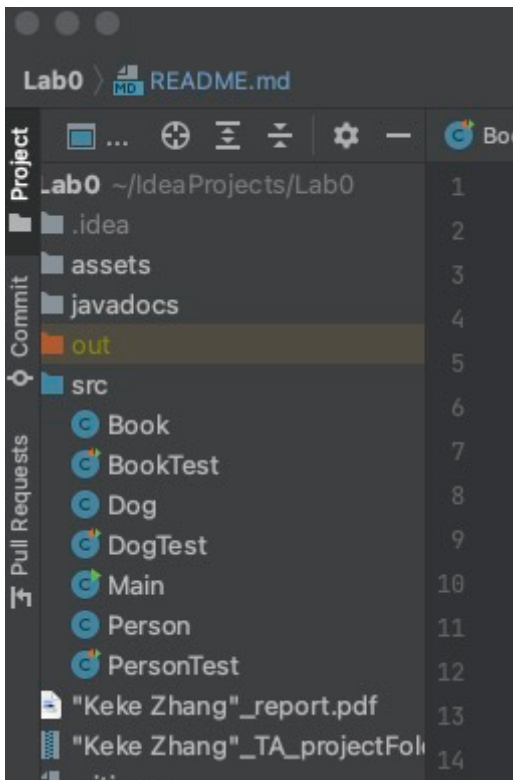 Lab0 README.md
MD
Project
Commit
Pull Requests
...
Bo
Lab0 ~/IdeaProjects/Lab0
.idea
assets
javadocs
out
src
Book
BookTest
Dog
DogTest
Main
Person
PersonTest
"Keke Zhang"_report.pdf
"Keke Zhang"_TA_projectFol
1
2
3
4
5
6
7
8
9
10
11
12
13
14